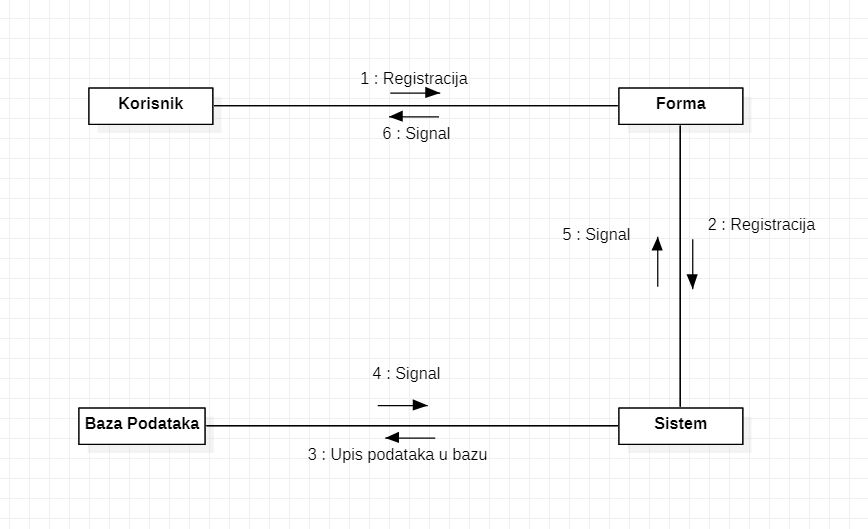 1 : Registracija
Korisnik
Forma
6 : Signal
2 : Registracija
5 : Signal
4 : Signal
Baza Podataka
Sistem
3 : Upis podataka u bazu